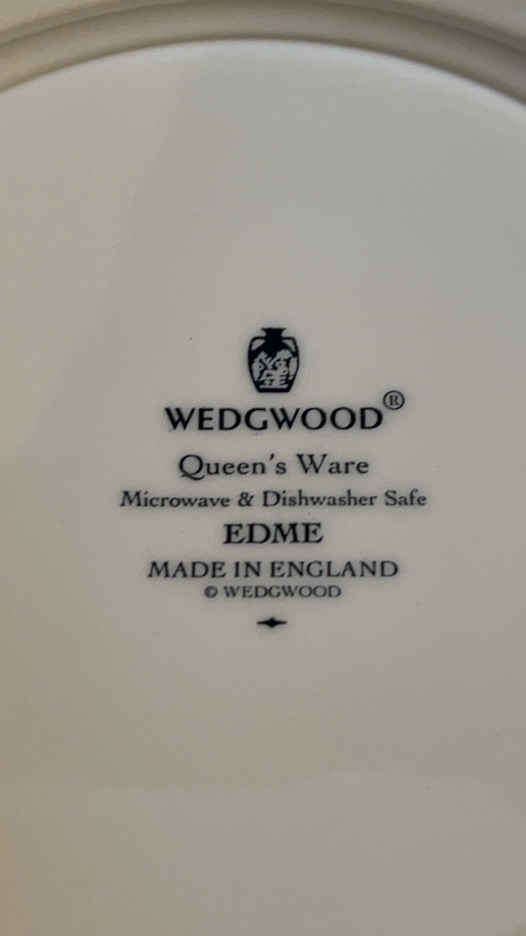 WEDGWOOD®
Queen's Ware
Microwave & Dishwasher Safe
EDME
MADE IN ENGLAND
© WEDGWOOD